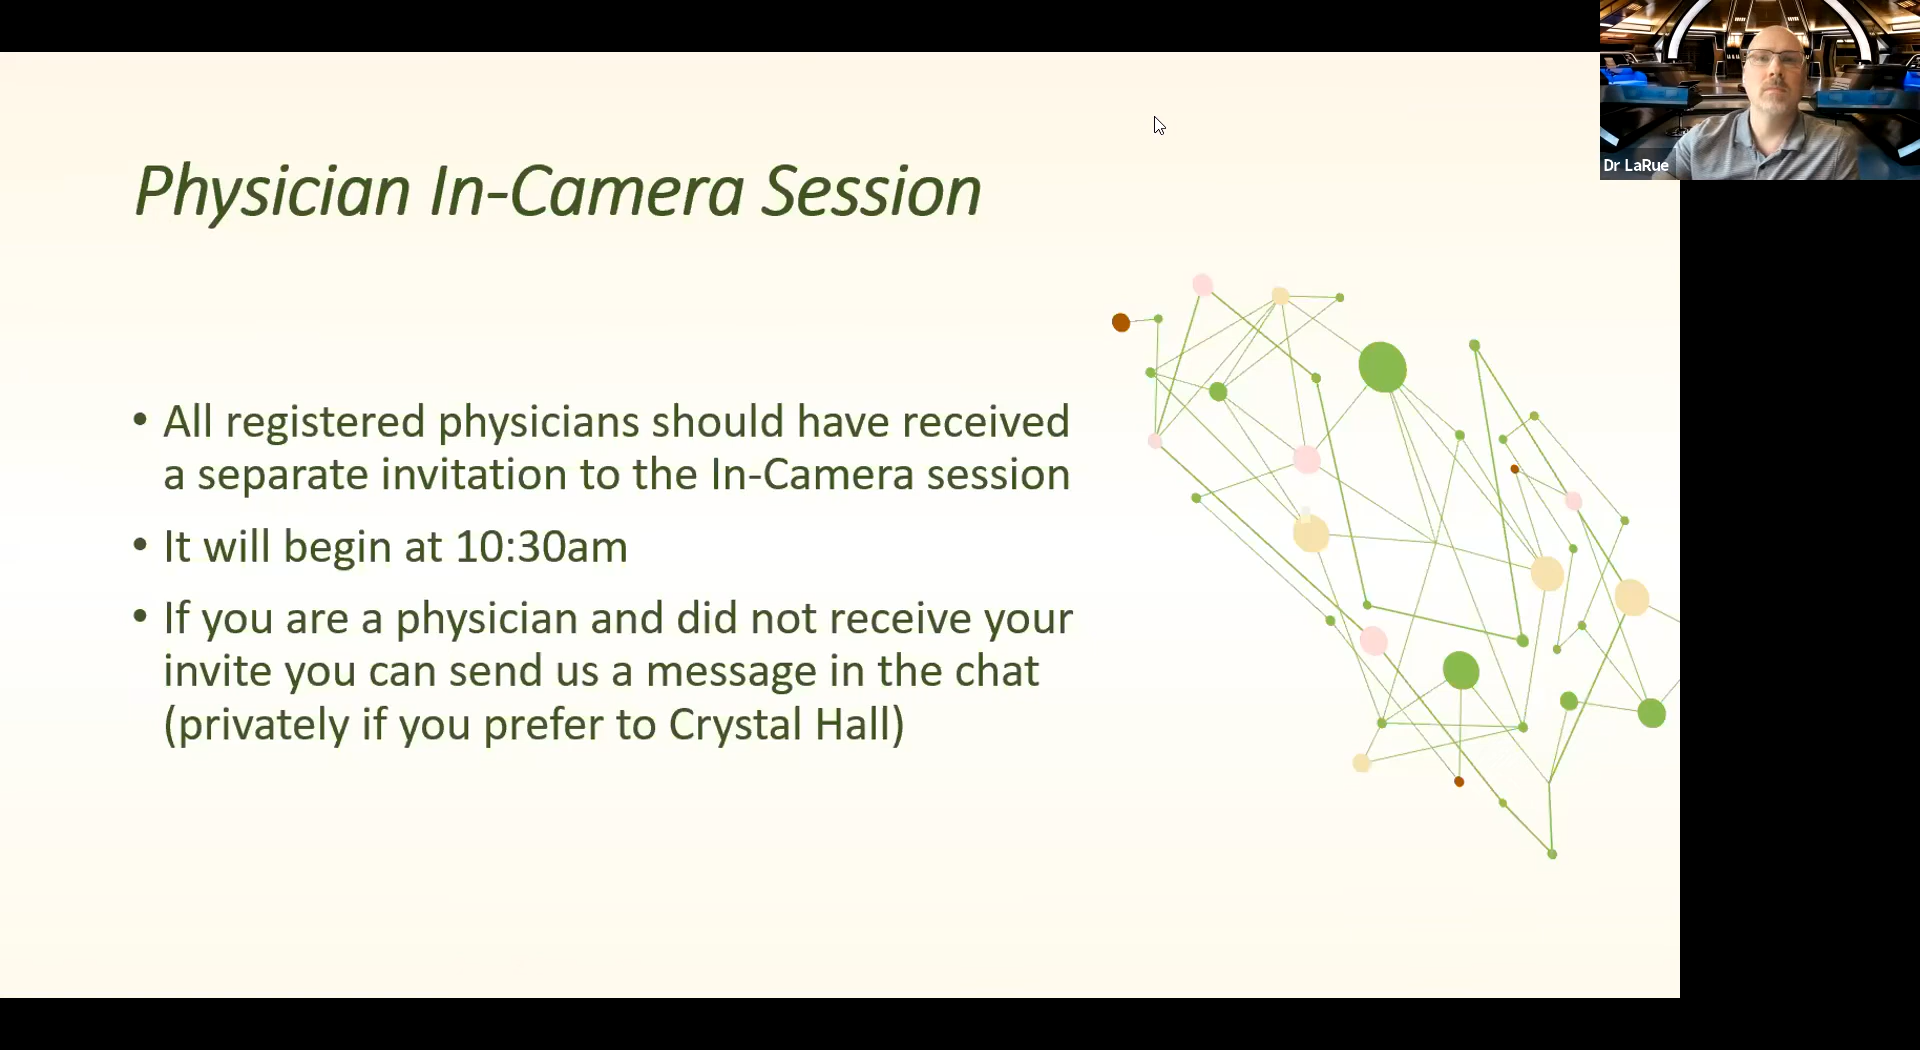 Dr LaRue
Physician In-Camera Session
• All registered physicians should have received
a separate invitation to the In-Camera session
• It will begin at 10:30am
• If you are a physician and did not receive your
invite you can send us a message in the chat
(privately if you prefer to Crystal Hall)